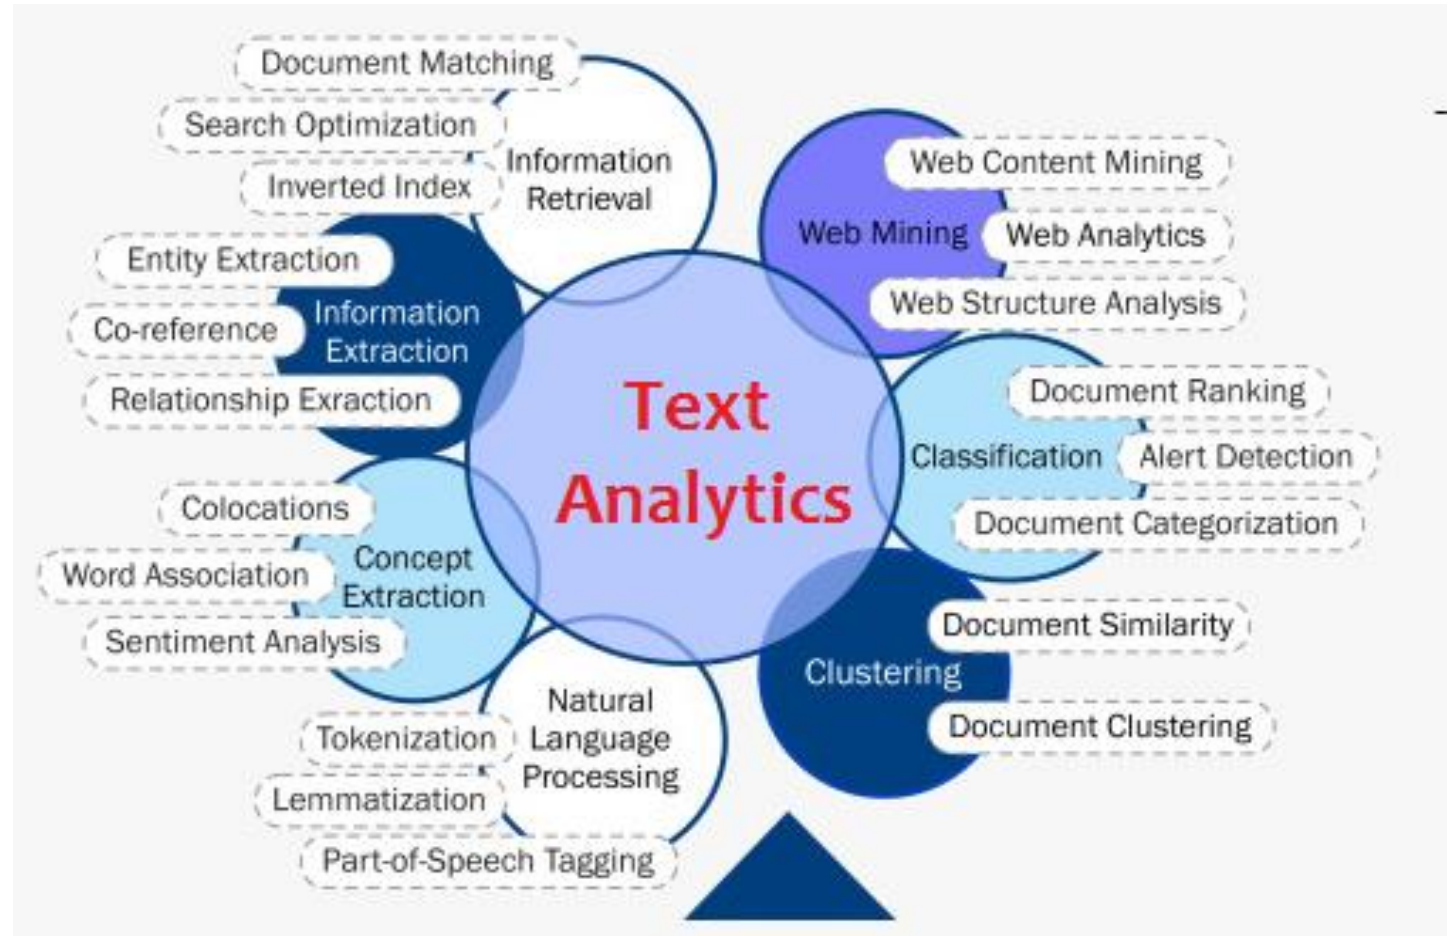 Document Matching
Search Optimization
Inverted Index
Information
Retrieval
Entity Extraction
Co-reference
Relationship Exraction
Information
Extraction
Colocations
Word Association
Sentiment Analysis
Concept
Extraction
Tokenization
Lemmatization
Part-of-Speech Tagging
Natural
Language
Processing
Text
Analytics
Web Mining
Web Content Mining
Web Analytics
Web Structure Analysis
Classification
Document Ranking
Alert Detection
Document Categorization
Clustering
Document Similarity
Document Clustering